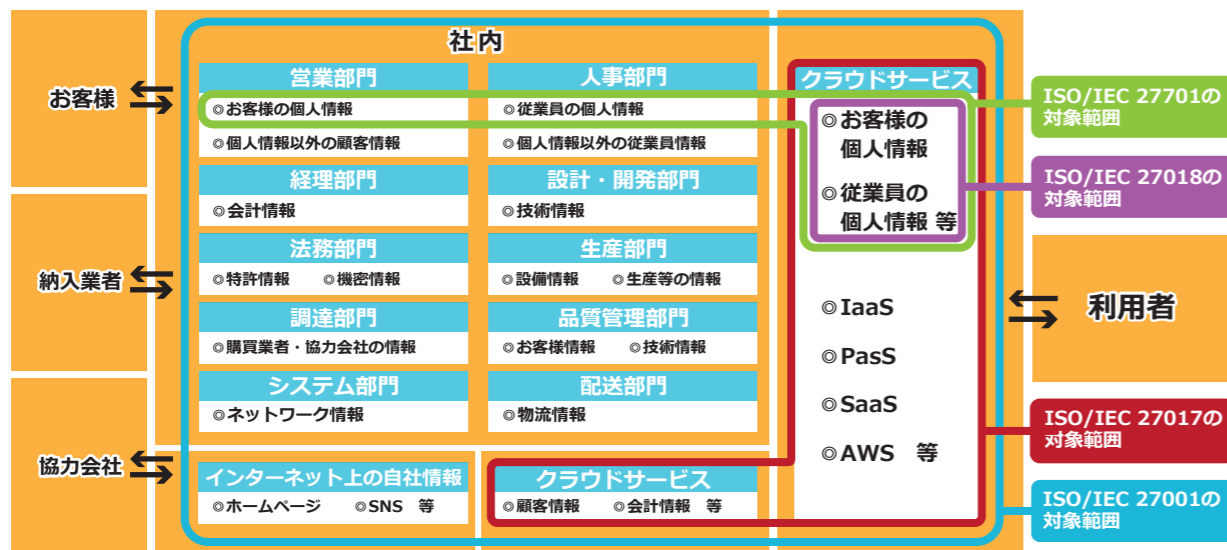 お客様
納入業者
協力会社
社内
営業部門
◎お客様の個人情報
◎個人情報以外の顧客情報
人事部門
◎従業員の個人情報
◎個人情報以外の従業員情報
経理部門
◎会計情報
設計・開発部門
◎技術情報
法務部門
◎特許情報 ◎機密情報
生産部門
◎設備情報 ◎生産等の情報
調達部門
◎購買業者・協力会社の情報
品質管理部門
◎お客様情報 ◎技術情報
システム部門
◎ネットワーク情報
配送部門
◎物流情報
インターネット上の自社情報
◎ホームページ ◎SNS 等
クラウドサービス
◎顧客情報 ◎会計情報 等
クラウドサービス
◎お客様の
個人情報
◎従業員の
個人情報 等
◎IaaS
◎PasS
◎SaaS
◎AWS 等
利用者
ISO/IEC 27701の
対象範囲
ISO/IEC 27018の
対象範囲
ISO/IEC 27017の
対象範囲
ISO/IEC 27001の
対象範囲